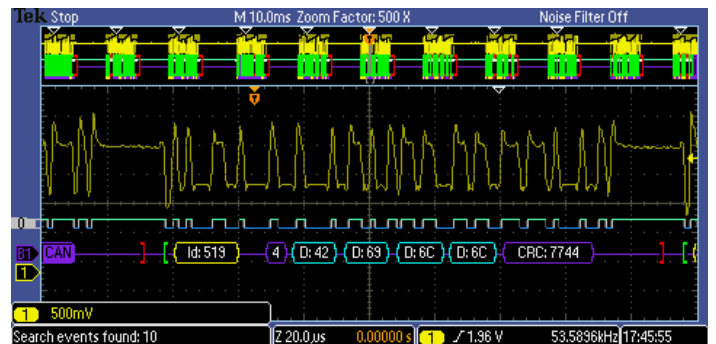 Tek Stop M 10.0ms Zoom Factor: 500 X Noise Filter Off
T
T
0
B1 CAN ] [ Id: 519 4 D: 42 D: 69 D: 6C D: 6C CRC: 7744 ] [
1
1 500mV
Search events found: 10 Z 20.0µs 0.00000 s 1 1.96 V 53.5896kHz 17:45:55